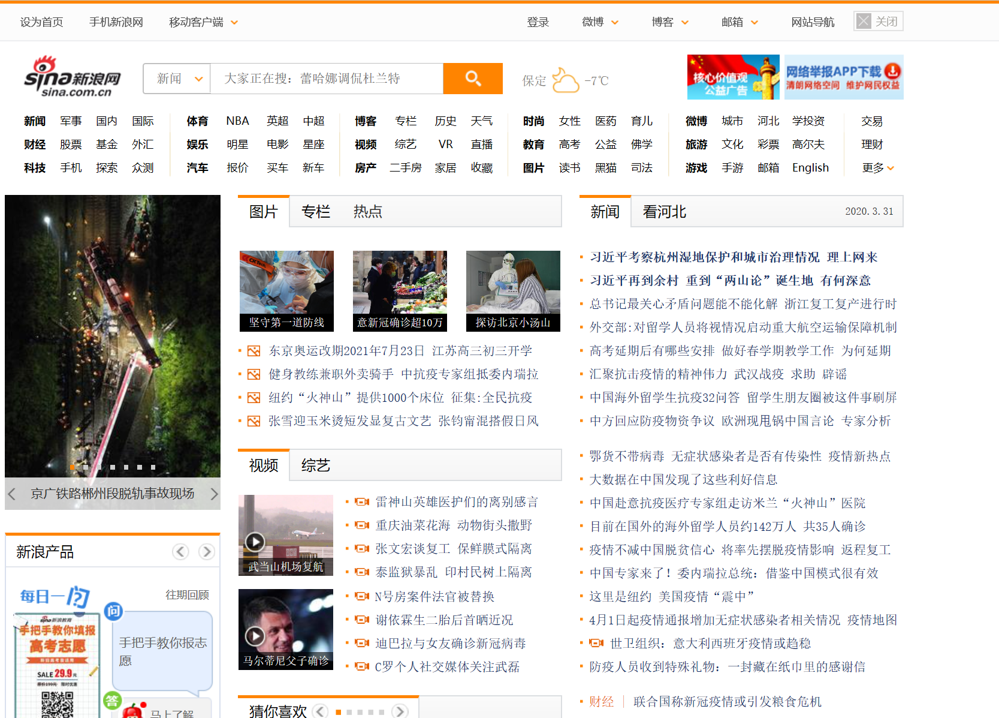 设为首页 手机新浪网 移动客户端 登录 微博 博客 邮箱 网站导航 关闭
sina新浪网
sina.com.cn
新闻 大家正在搜：蕾哈娜调侃杜兰特
保定 -7℃
核心价值观
公益广告
网络举报APP下载
清朗网络空间 维护网民权益
新闻 军事 国内 国际 体育 NBA 英超 中超 博客 专栏 历史 天气 时尚 女性 医药 育儿 微博 城市 河北 学投资 交易
财经 股票 基金 外汇 娱乐 明星 电影 星座 视频 综艺 VR 直播 教育 高考 公益 佛学 旅游 文化 彩票 高尔夫 理财
科技 手机 探索 众测 汽车 报价 买车 新车 房产 二手房 家居 收藏 图片 读书 黑猫 司法 游戏 手游 邮箱 English 更多
京广铁路郴州段脱轨事故现场
新浪产品
每日一问
往期回顾
sina新浪教育
手把手教你填报
高考志愿
SALE 29.9元
问
手把手教你报志
愿
答
马上了解
图片 专栏 热点
CKTech
坚守第一道防线
意新冠确诊超10万
探访北京小汤山
东京奥运改期2021年7月23日 江苏高三初三开学
健身教练兼职外卖骑手 中抗疫专家组抵委内瑞拉
纽约“火神山”提供1000个床位 征集:全民抗疫
张雪迎玉米烫短发显复古文艺 张钧甯混搭假日风
视频 综艺
武当山机场复航
马尔蒂尼父子确诊
雷神山英雄医护们的离别感言
重庆油菜花海 动物街头撒野
张文宏谈复工 保鲜膜式隔离
泰监狱暴乱 印村民树上隔离
N号房案件法官被替换
谢依霖生二胎后首晒近况
迪巴拉与女友确诊新冠病毒
C罗个人社交媒体关注武磊
猜你喜欢
新闻 看河北 2020.3.31
习近平考察杭州湿地保护和城市治理情况 理上网来
习近平再到余村 重到“两山论”诞生地 有何深意
总书记最关心矛盾问题能不能化解 浙江复工复产进行时
外交部:对留学人员将视情况启动重大航空运输保障机制
高考延期后有哪些安排 做好春学期教学工作 为何延期
汇聚抗击疫情的精神伟力 武汉战疫 求助 辟谣
中国海外留学生抗疫32问答 留学生朋友圈被这件事刷屏
中方回应防疫物资争议 欧洲现甩锅中国言论 专家分析
鄂货不带病毒 无症状感染者是否有传染性 疫情新热点
大数据在中国发现了这些利好信息
中国赴意抗疫医疗专家组走访米兰“火神山”医院
目前在国外的海外留学人员约142万人 共35人确诊
疫情不减中国脱贫信心 将率先摆脱疫情影响 返程复工
中国专家来了！委内瑞拉总统：借鉴中国模式很有效
这里是纽约 美国疫情“震中”
4月1日起疫情通报增加无症状感染者相关情况 疫情地图
世卫组织：意大利西班牙疫情或趋稳
防疫人员收到特殊礼物：一封藏在纸巾里的感谢信
财经 | 联合国称新冠疫情或引发粮食危机